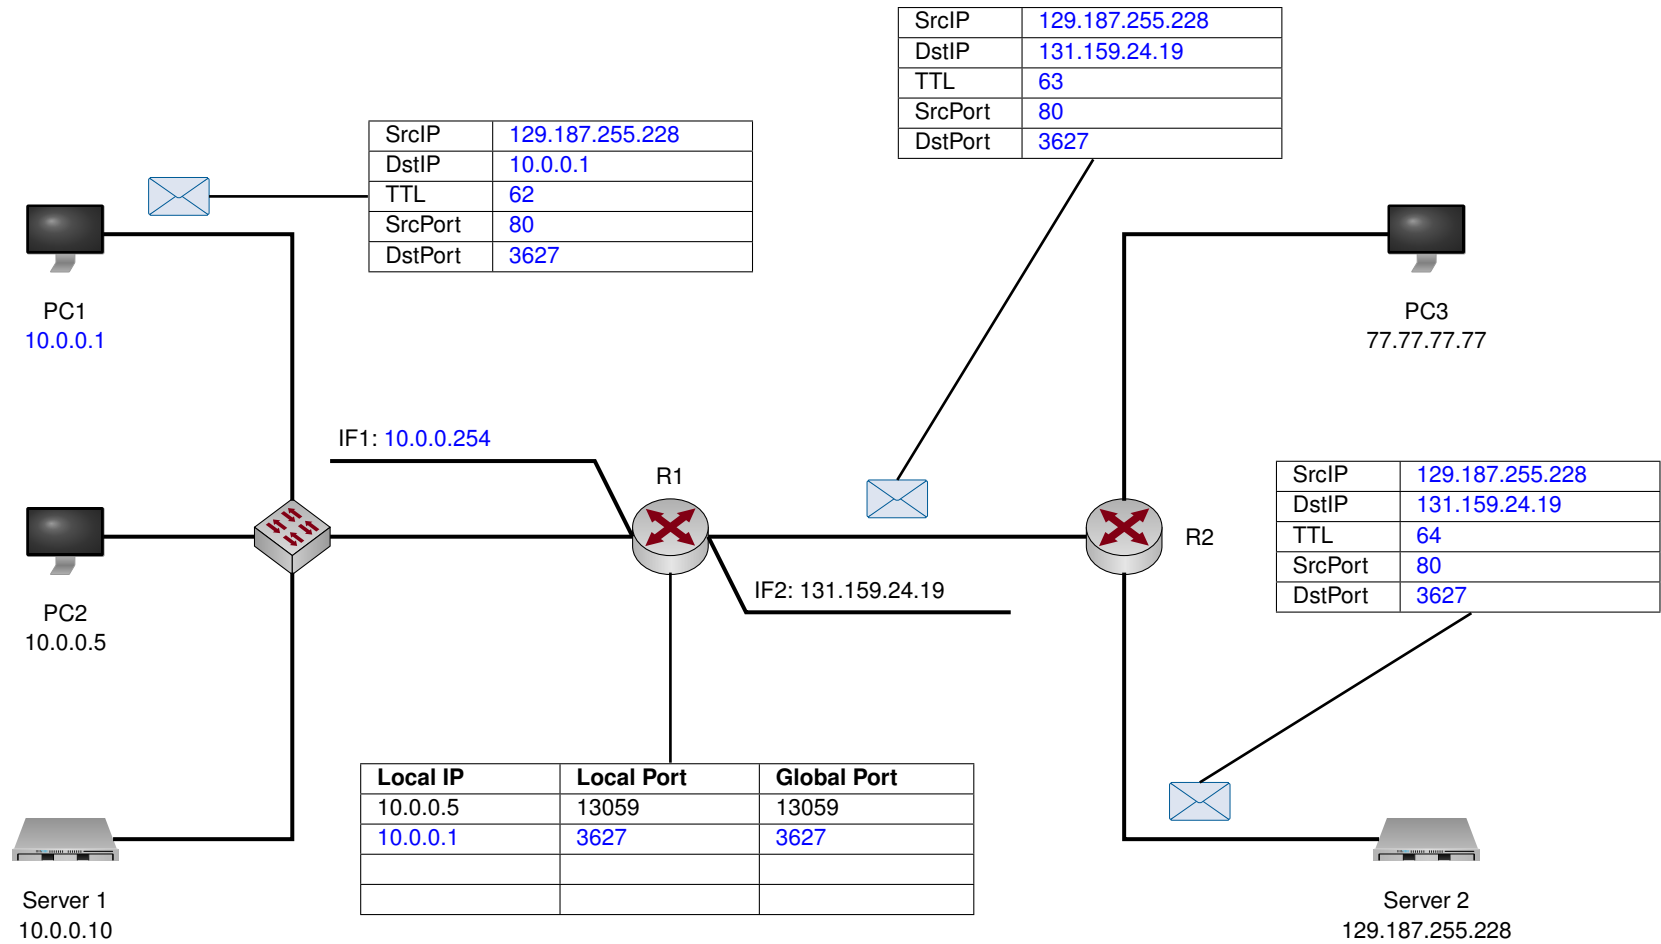 SrcIP 129.187.255.228
DstIP 131.159.24.19
TTL 63
SrcPort 80
DstPort 3627
SrcIP 129.187.255.228
DstIP 10.0.0.1
TTL 62
SrcPort 80
DstPort 3627
PC1
10.0.0.1
PC3
77.77.77.77
IF1: 10.0.0.254
R1
R2
SrcIP 129.187.255.228
DstIP 131.159.24.19
TTL 64
SrcPort 80
DstPort 3627
IF2: 131.159.24.19
PC2
10.0.0.5
Local IP Local Port Global Port
10.0.0.5 13059 13059
10.0.0.1 3627 3627
Server 1
10.0.0.10
Server 2
129.187.255.228